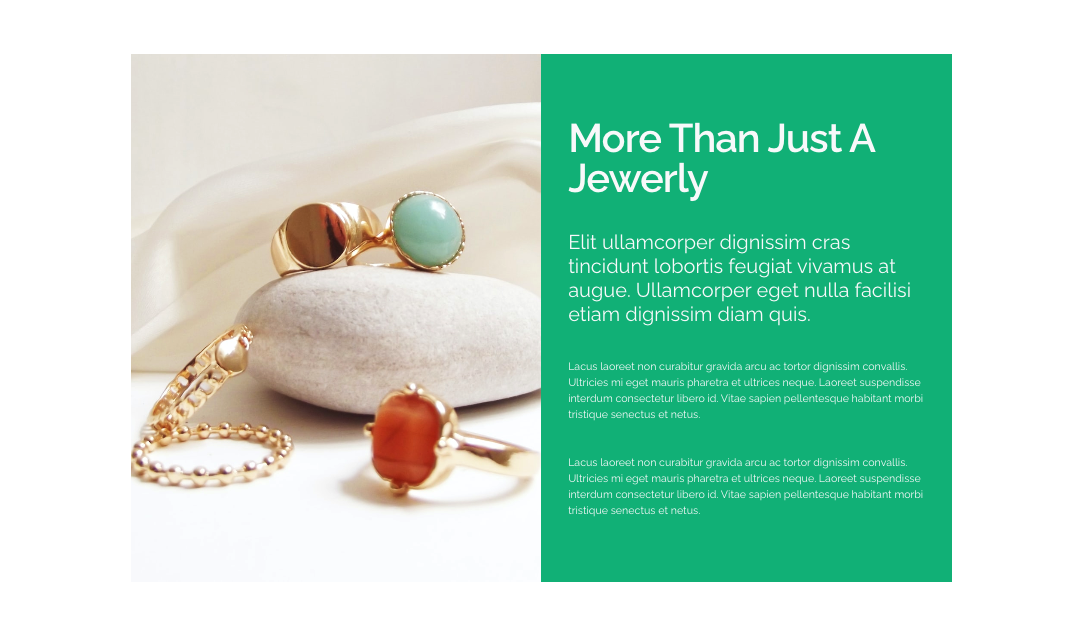 More Than Just A
Jewerly
Elit ullamcorper dignissim cras
tincidunt lobortis feugiat vivamus at
augue. Ullamcorper eget nulla facilisi
etiam dignissim diam quis.
Lacus laoreet non curabitur gravida arcu ac tortor dignissim convallis.
Ultricies mi eget mauris pharetra et ultrices neque. Laoreet suspendisse
interdum consectetur libero id. Vitae sapien pellentesque habitant morbi
tristique senectus et netus.
Lacus laoreet non curabitur gravida arcu ac tortor dignissim convallis.
Ultricies mi eget mauris pharetra et ultrices neque. Laoreet suspendisse
interdum consectetur libero id. Vitae sapien pellentesque habitant morbi
tristique senectus et netus.